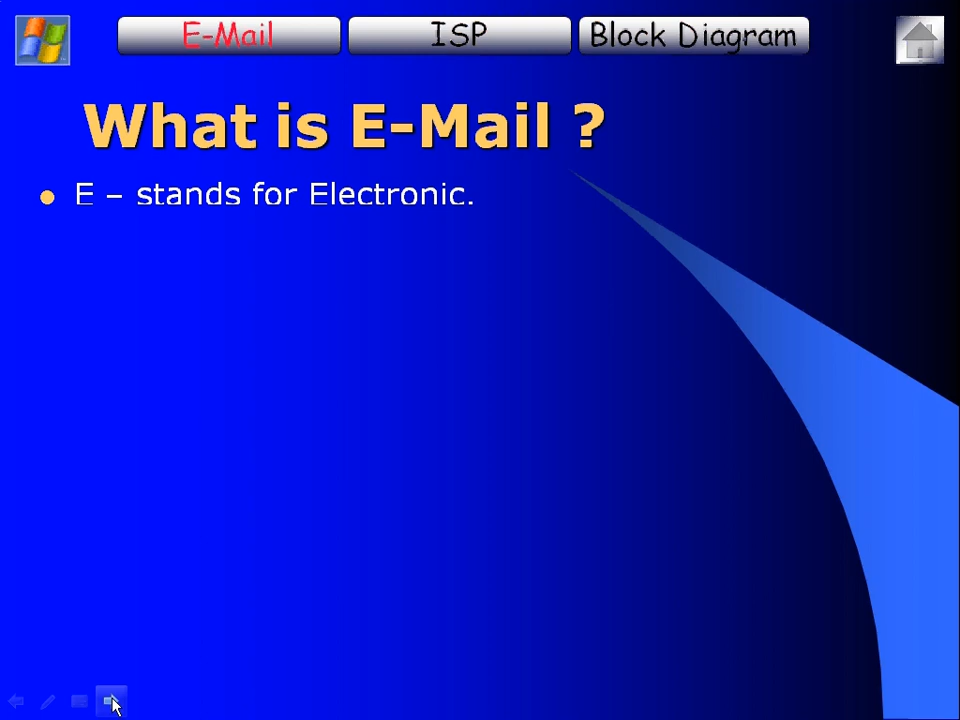 E-Mail
ISP
Block Diagram
What is E-Mail ?
E – stands for Electronic.